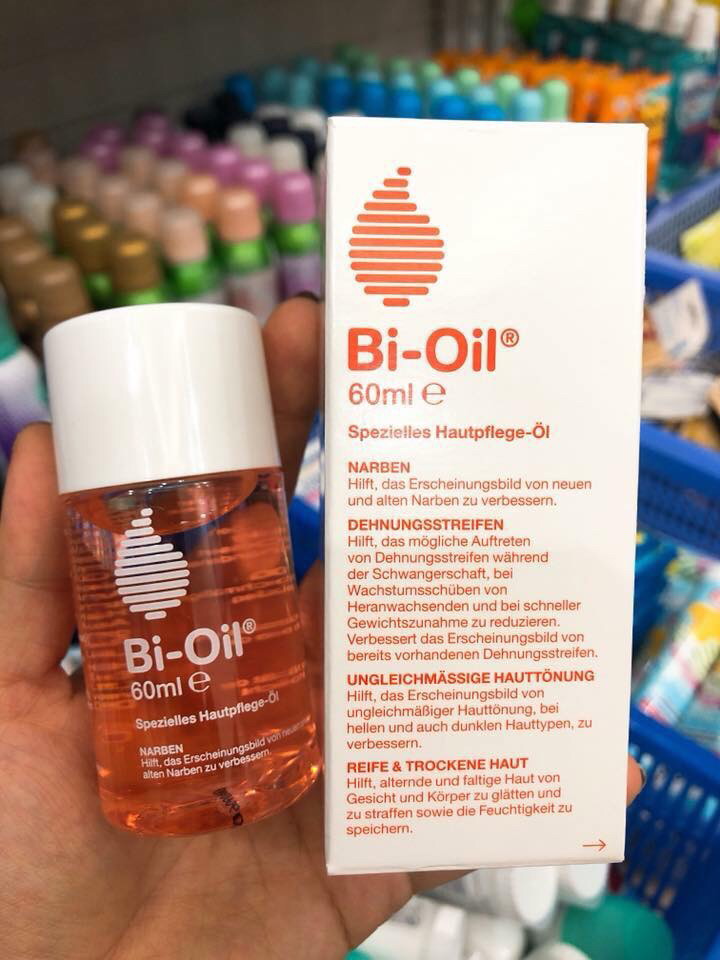 Bi-Oil®
60ml ℮
Spezielles Hautpflege-Öl
NARBEN
Hilft, das Erscheinungsbild von neuen
und alten Narben zu verbessern.
DEHNUNGSSTREIFEN
Hilft, das mögliche Auftreten
von Dehnungsstreifen während
der Schwangerschaft, bei
Wachstumsschüben von
Heranwachsenden und bei schneller
Gewichtszunahme zu reduzieren.
Verbessert das Erscheinungsbild von
bereits vorhandenen Dehnungsstreifen.
UNGLEICHMÄSSIGE HAUTTÖNUNG
Hilft, das Erscheinungsbild von
ungleichmäßiger Hauttönung, bei
hellen und auch dunklen Hauttypen, zu
verbessern.
REIFE & TROCKENE HAUT
Hilft, alternde und faltige Haut von
Gesicht und Körper zu glätten und
zu straffen sowie die Feuchtigkeit zu
speichern.
Bi-Oil®
60ml ℮
Spezielles Hautpflege-Öl
NARBEN
Hilft, das Erscheinungsbild von neuen
alten Narben zu verbessern.